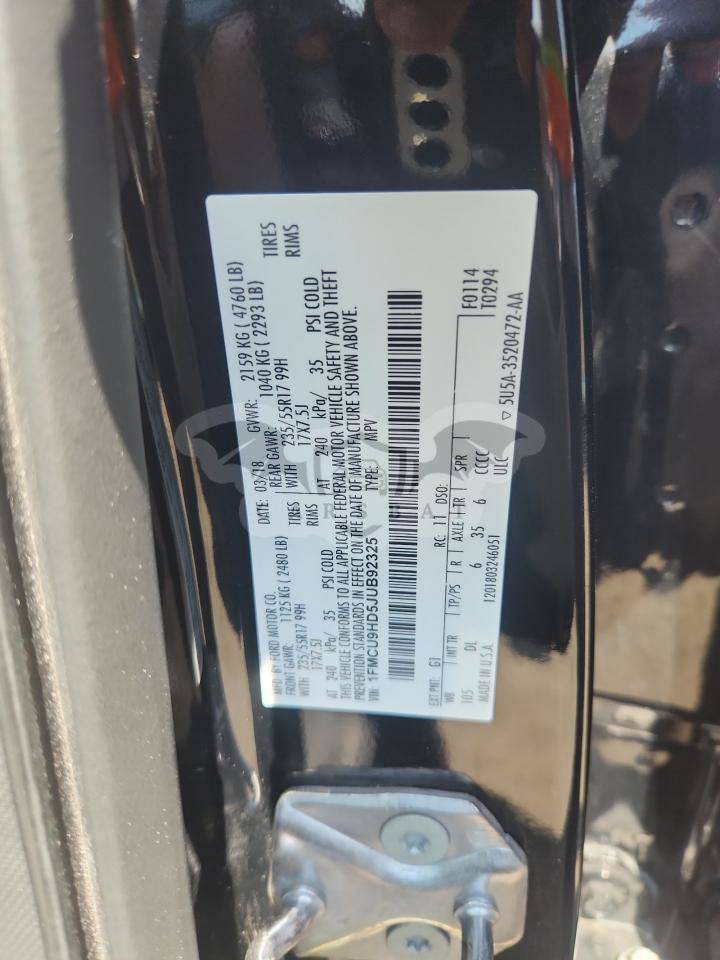 MFD. BY FORD MOTOR CO. DATE: 03/18 GVWR: 2159 KG ( 4760 LB)
FRONT GAWR: 1125 KG ( 2480 LB) REAR GAWR: 1040 KG ( 2293 LB)
WITH 235/55R17 99H TIRES WITH 235/55R17 99H TIRES
17X7.5J RIMS 17X7.5J RIMS
AT 240 kPa/ 35 PSI COLD AT 240 kPa/ 35 PSI COLD
THIS VEHICLE CONFORMS TO ALL APPLICABLE FEDERAL MOTOR VEHICLE SAFETY AND THEFT
PREVENTION STANDARDS IN EFFECT ON THE DATE OF MANUFACTURE SHOWN ABOVE.
VIN: 1FMCU9HD5JUB92325 TYPE: MPV
F0114
T0294
EXT PNT: G1 RC: 11 DSO:
WB INT TR TP/PS R AXLE TR SPR
105 DL 6 35 6 CCCC
ULC
MADE IN U.S.A. 1201803246051 ▽ 5U5A-3520472-AA